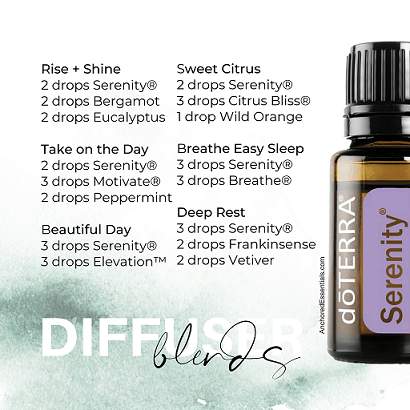 Rise + Shine
2 drops Serenity®
2 drops Bergamot
2 drops Eucalyptus
Take on the Day
2 drops Serenity®
3 drops Motivate®
2 drops Peppermint
Beautiful Day
3 drops Serenity®
3 drops Elevation™
Sweet Citrus
2 drops Serenity®
3 drops Citrus Bliss®
1 drop Wild Orange
Breathe Easy Sleep
3 drops Serenity®
3 drops Breathe®
Deep Rest
3 drops Serenity®
2 drops Frankinsense
2 drops Vetiver
DIFFUSER
blends
AnchoredEssentials.com
dōTERRA
Serenity®